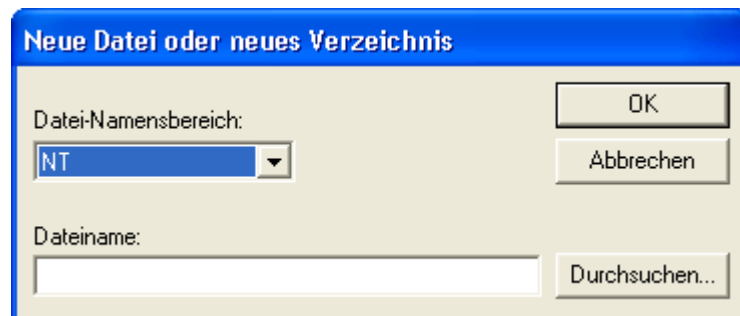 Neue Datei oder neues Verzeichnis
Datei-Namensbereich:
NT
OK
Abbrechen
Dateiname:
Durchsuchen...